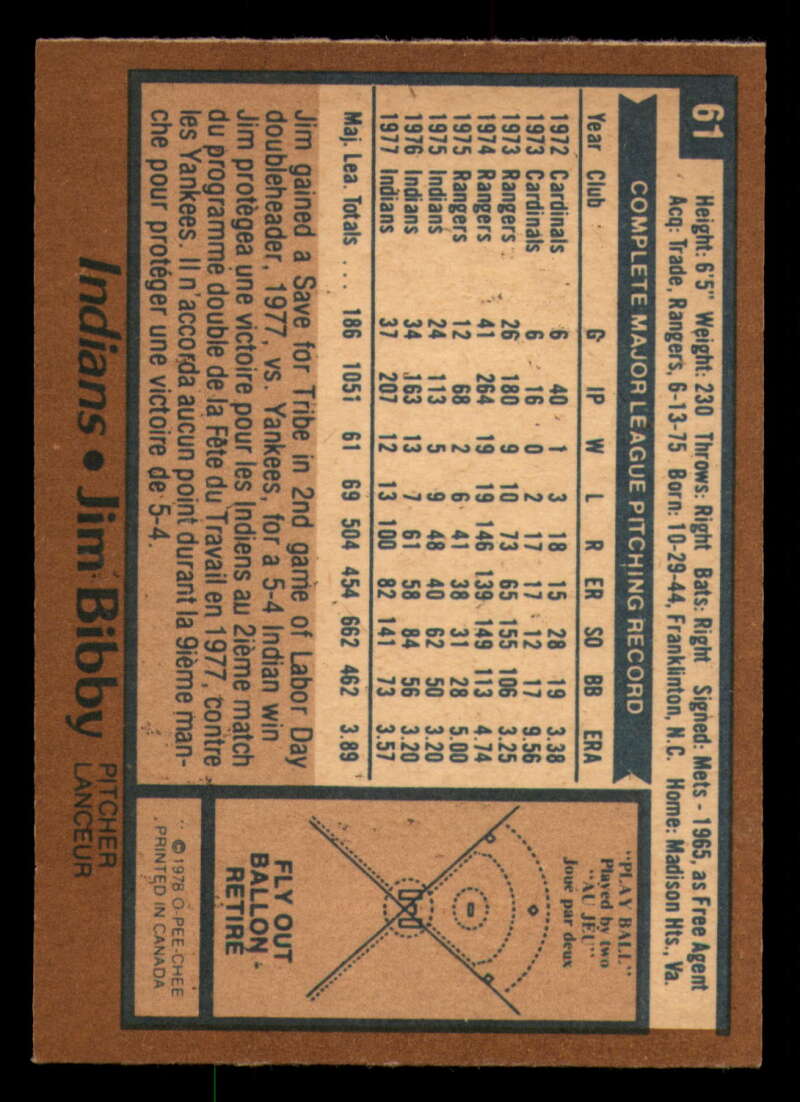 61
Height: 6'5" Weight: 230 Throws: Right Bats: Right Signed: Mets - 1965, as Free Agent
Acq: Trade, Rangers, 6-13-75 Born: 10-29-44, Franklinton, N.C. Home: Madison Hts., Va.
COMPLETE MAJOR LEAGUE PITCHING RECORD
Year Club G IP W L R ER SO BB ERA
1972 Cardinals 6 40 1 3 18 15 28 19 3.38
1973 Cardinals 6 16 0 2 17 17 12 17 9.56
1973 Rangers 26 180 9 10 73 65 155 106 3.25
1974 Rangers 41 264 19 19 146 139 149 113 4.74
1975 Rangers 12 68 2 6 41 38 31 28 5.00
1975 Indians 24 113 5 9 48 40 62 50 3.20
1976 Indians 34 163 13 7 61 58 84 56 3.20
1977 Indians 37 207 12 13 100 82 141 73 3.57
Maj. Lea. Totals .... 186 1051 61 69 504 454 662 462 3.89
Jim gained a Save for Tribe in 2nd game of Labor Day
doubleheader, 1977, vs. Yankees, for a 5-4 Indian win
Jim protègea une victoire pour les Indiens au 2ième match
du programme double de la Fête du Travail en 1977, contre
les Yankees. Il n'accorda aucun point durant la 9ième man-
che pour protéger une victoire de 5-4.
"PLAY BALL"
Played by two
"AU JEU"
Joué par deux
FLY OUT
BALLON -
RETIRE
©1978 O-PEE-CHEE
PRINTED IN CANADA
Indians • Jim Bibby PITCHER
LANCEUR